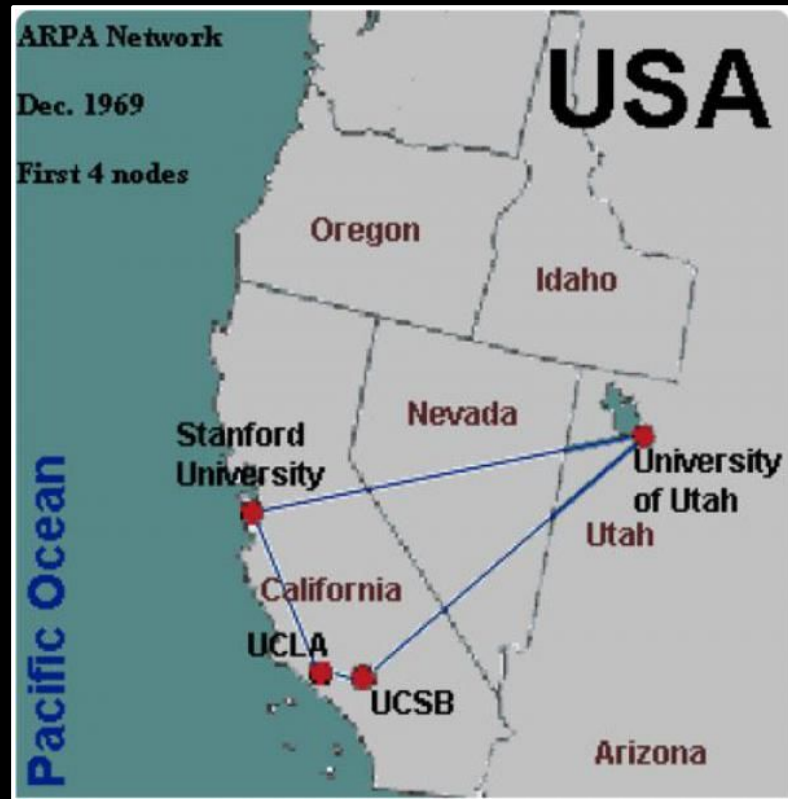 ARPA Network
Dec. 1969
First 4 nodes
USA
Oregon
Idaho
Nevada
Stanford
University
University
of Utah
Utah
California
UCLA
UCSB
Arizona
Pacific Ocean